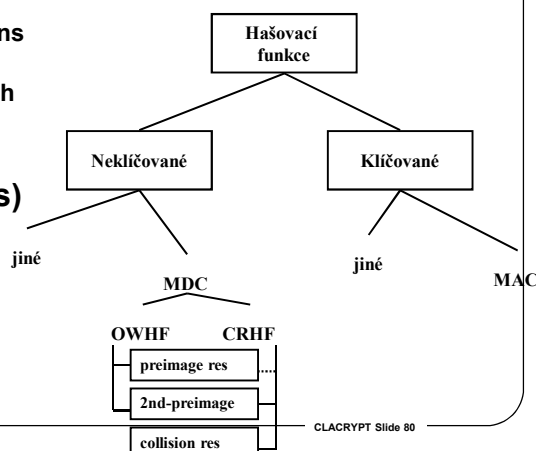 ns
h
s)
Hašovací
funkce
Neklíčované
Klíčované
jiné
MDC
jiné
MAC
OWHF CRHF
preimage res
2nd-preimage
collision res
CLACRYPT Slide 80